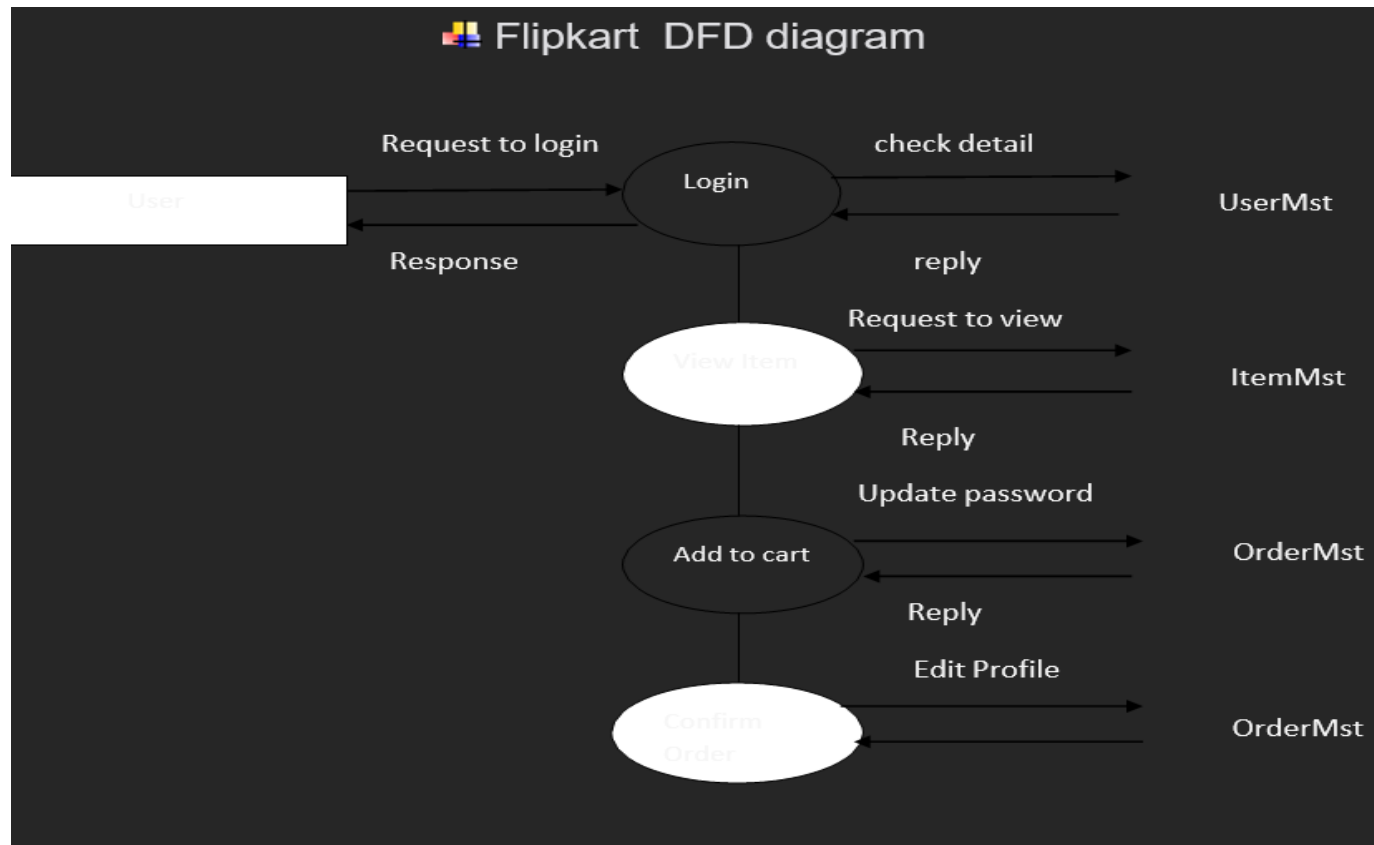 Flipkart DFD diagram
Request to login
check detail
User
Login
UserMst
Response
reply
Request to view
View Item
ItemMst
Reply
Update password
Add to cart
OrderMst
Reply
Edit Profile
Confirm
Order
OrderMst